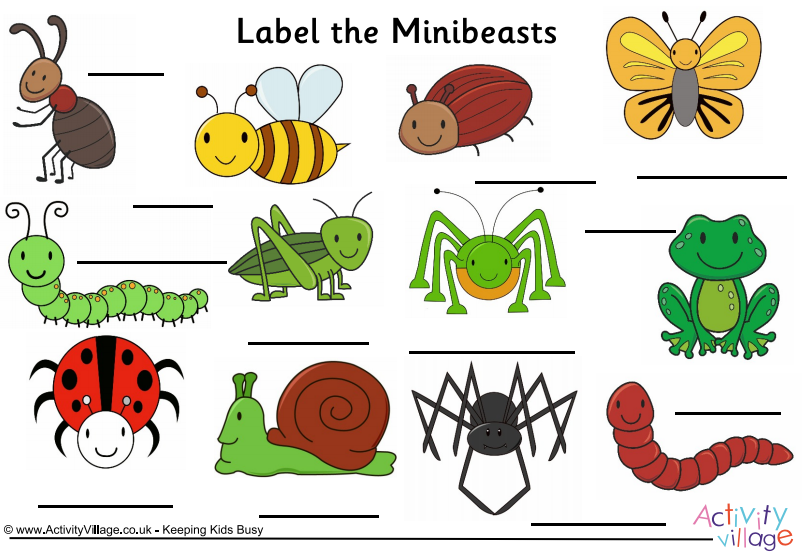 Label the Minibeasts
© www.ActivityVillage.co.uk - Keeping Kids Busy
Activity
village